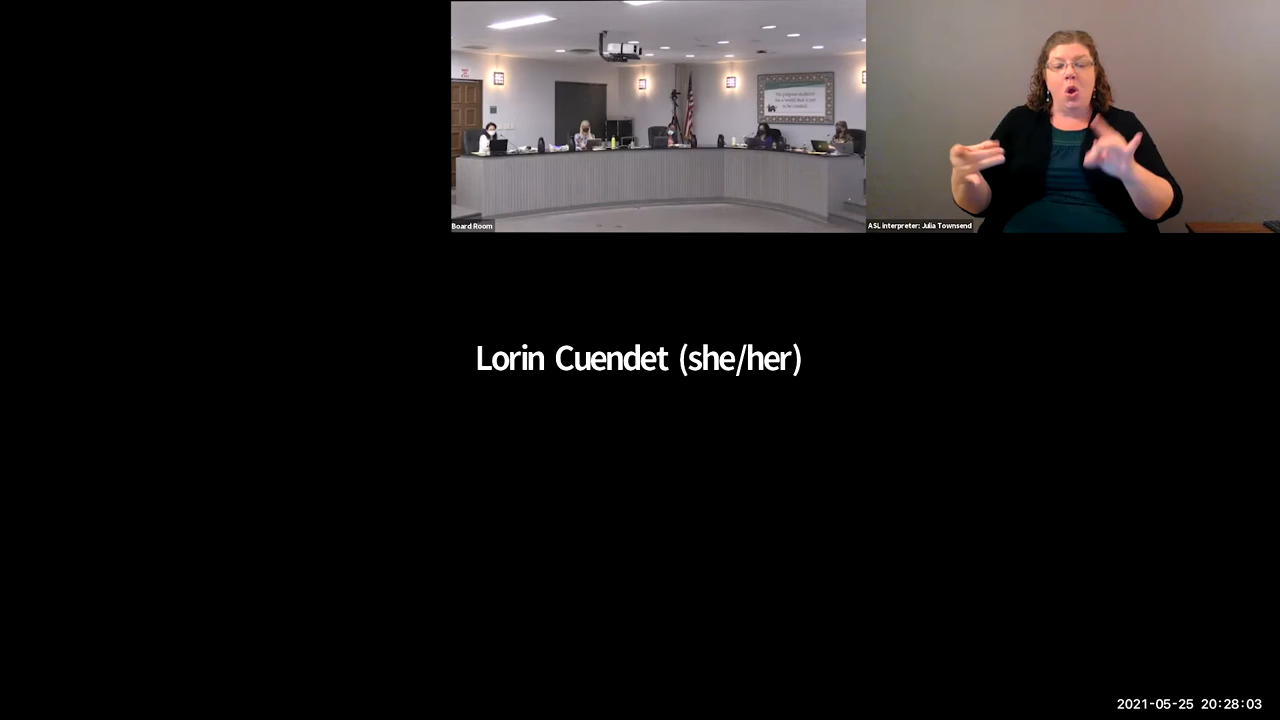 Board Room
ASL Interpreter: Julia Townsend
Lorin Cuendet (she/her)
2021-05-25 20:28:03